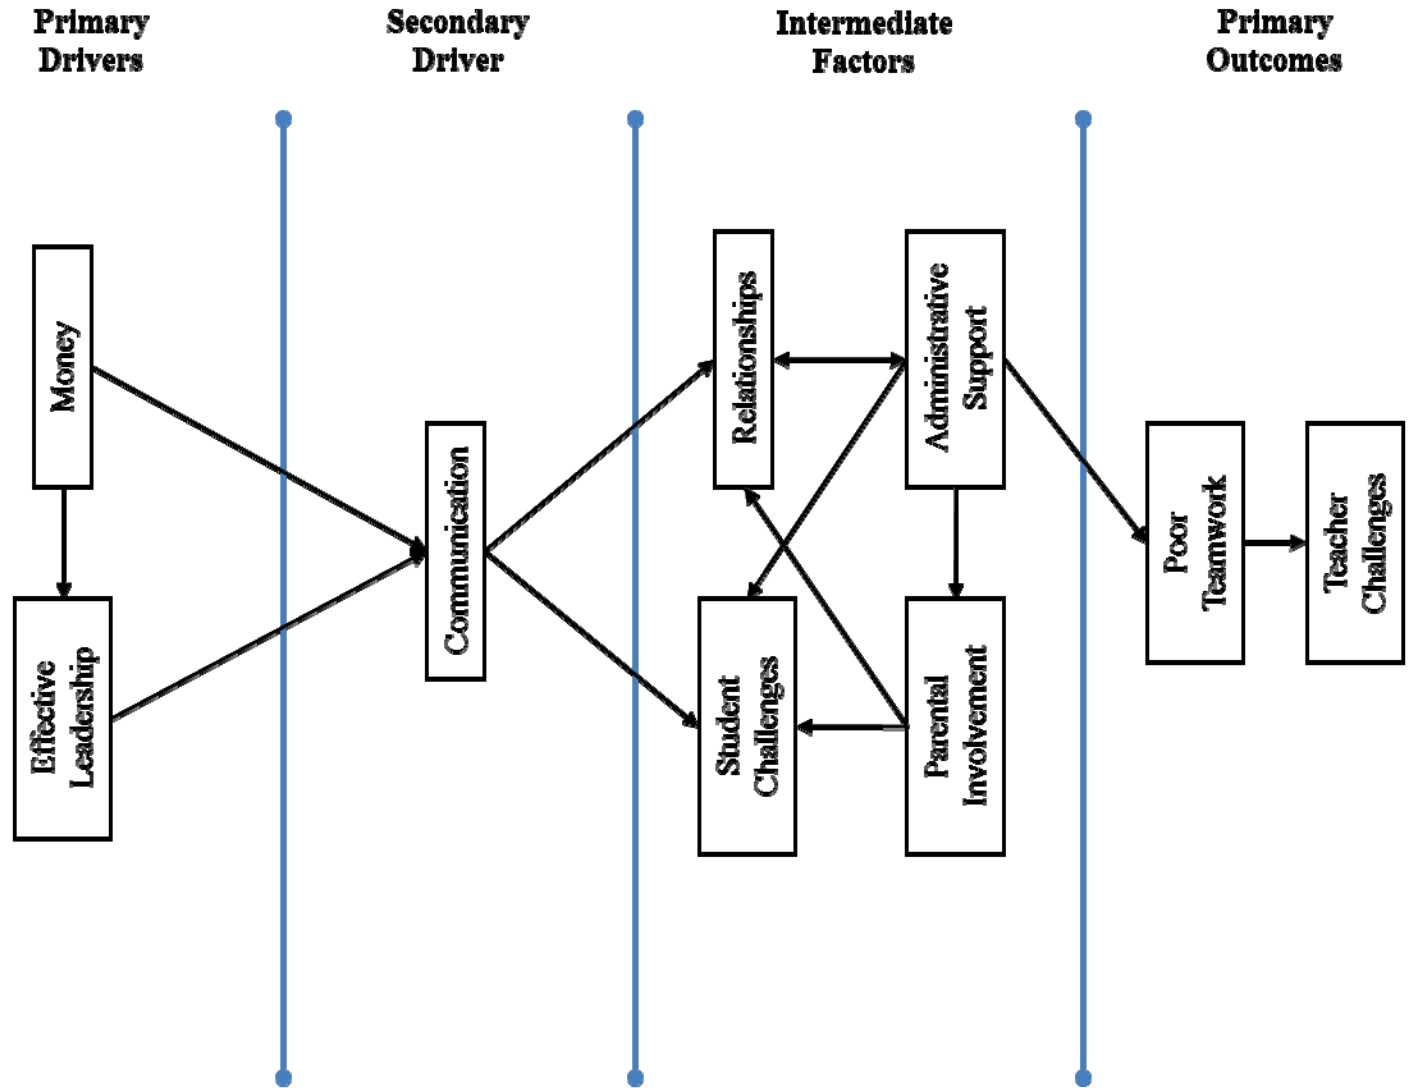 Primary
Drivers
Secondary
Driver
Intermediate
Factors
Primary
Outcomes
Money
Effective
Leadership
Communication
Relationships
Administrative
Support
Student
Challenges
Parental
Involvement
Poor
Teamwork
Teacher
Challenges